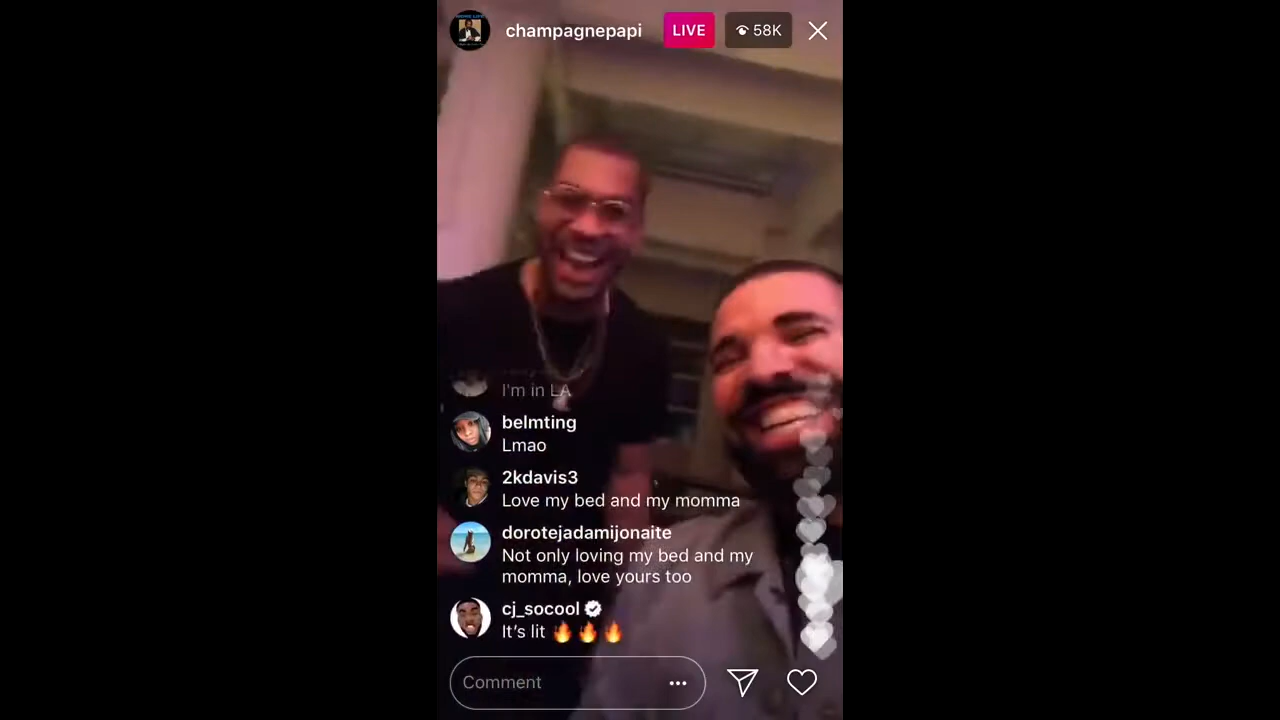 champagnepapi LIVE 58K
I'm in LA
belmting
Lmao
2kdavis3
Love my bed and my momma
dorotejadamijonaite
Not only loving my bed and my
momma, love yours too
cj_socool
It's lit 🔥🔥🔥
Comment